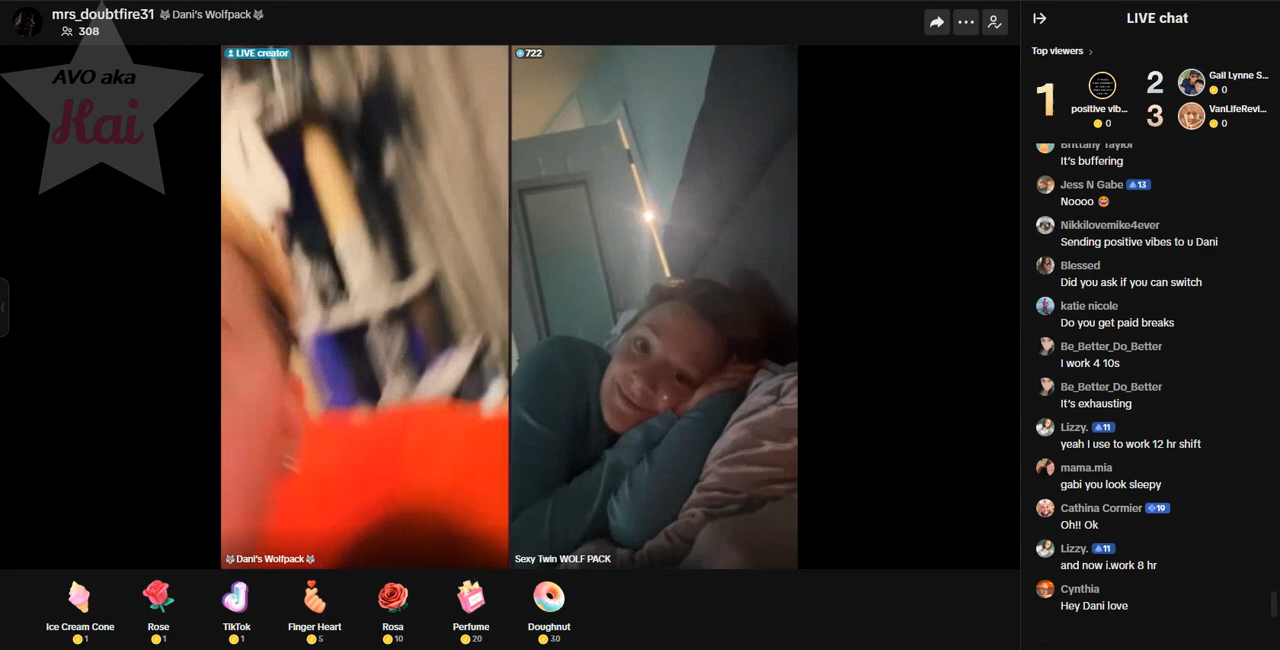 mrs_doubtfire31 🐺Dani's Wolfpack🐺
308
AVO aka
Kai
LIVE creator
722
🐺Dani's Wolfpack🐺
Sexy Twin WOLF PACK
Ice Cream Cone
1
Rose
1
TikTok
1
Finger Heart
5
Rosa
10
Perfume
20
Doughnut
30
LIVE chat
Top viewers
1
positive vib...
0
2
Gail Lynne S...
0
3
VanLifeRevi...
0
Brittany Taylor
It's buffering
Jess N Gabe 13
Noooo
Nikkilovemike4ever
Sending positive vibes to u Dani
Blessed
Did you ask if you can switch
katie nicole
Do you get paid breaks
Be_Better_Do_Better
I work 4 10s
Be_Better_Do_Better
It's exhausting
Lizzy. 11
yeah I use to work 12 hr shift
mama.mia
gabi you look sleepy
Cathina Cormier 19
Oh!! Ok
Lizzy. 11
and now i.work 8 hr
Cynthia
Hey Dani love